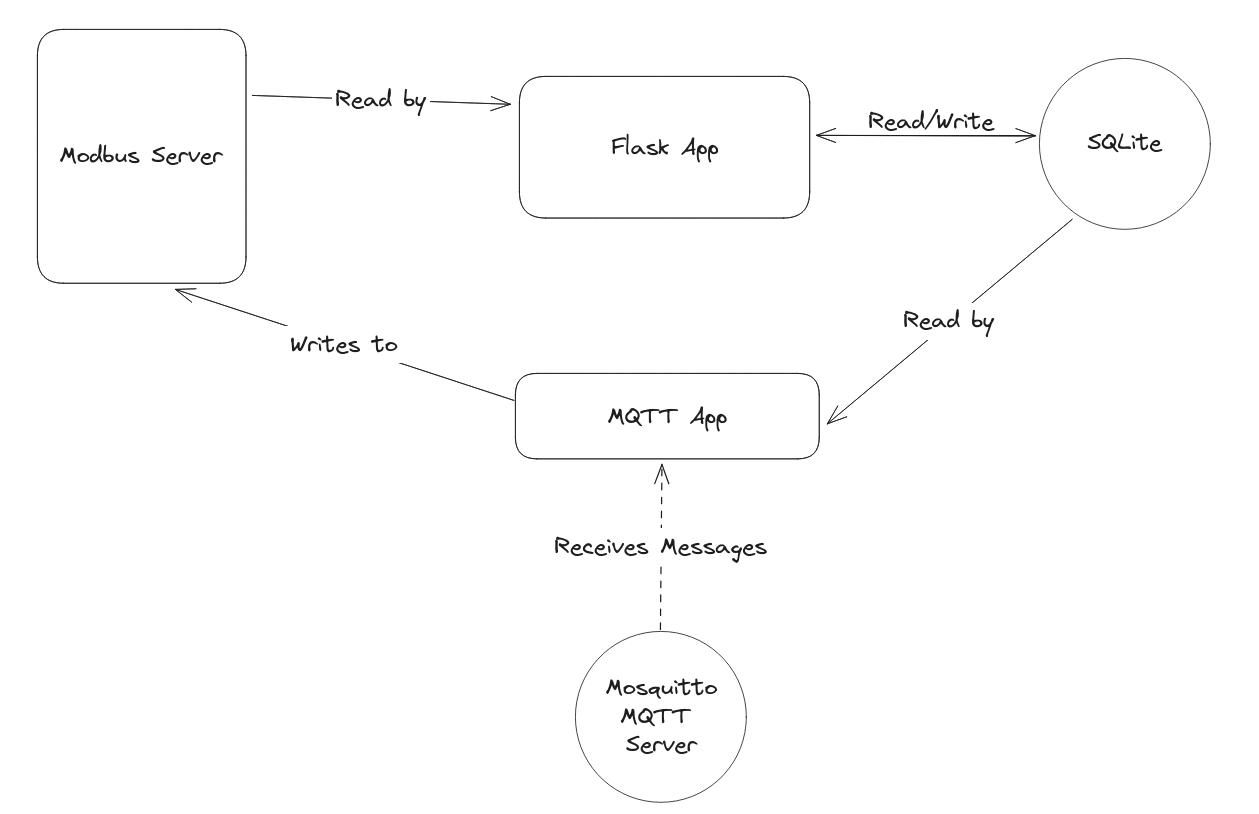 Modbus Server
Read by
Flask App
Read/Write
SQLite
Read by
Writes to
MQTT App
Receives Messages
Mosquitto
MQTT
Server